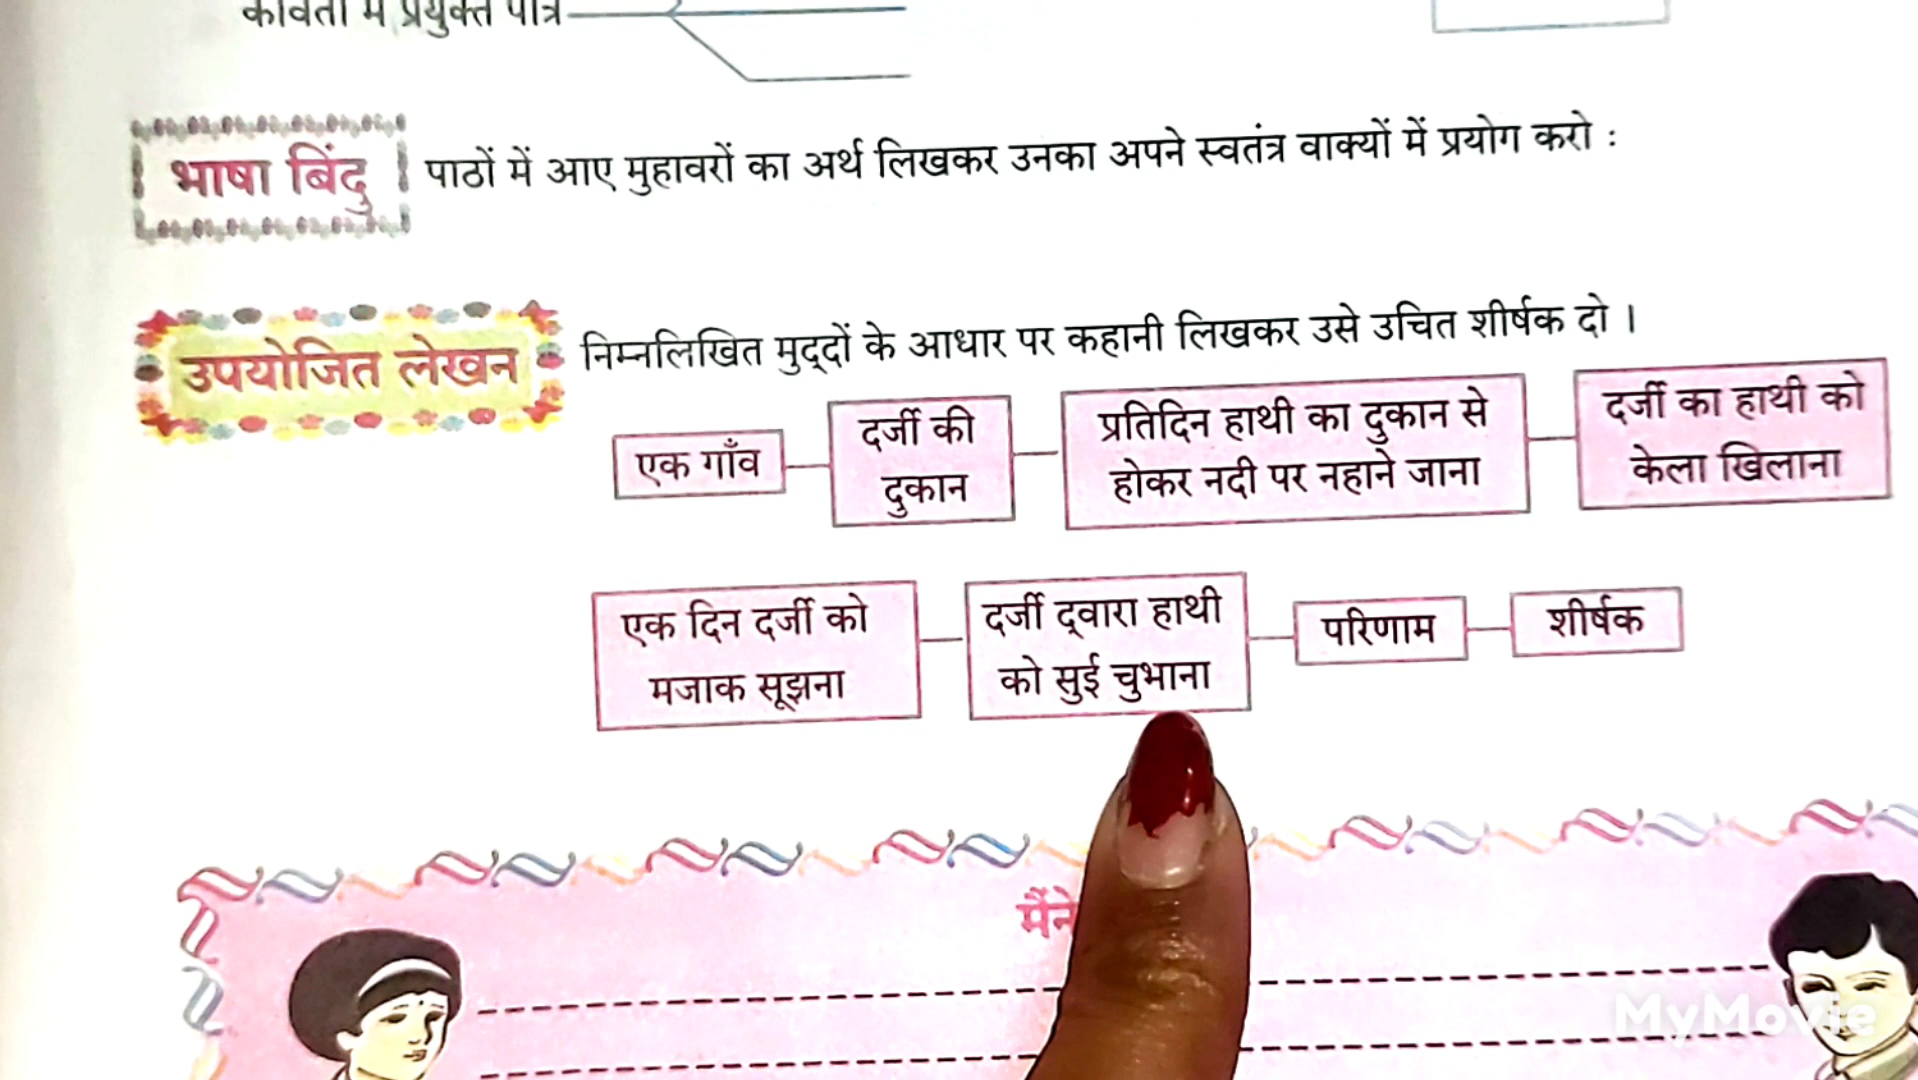 कविता में प्रयुक्त पात्र
भाषा बिंदु पाठों में आए मुहावरों का अर्थ लिखकर उनका अपने स्वतंत्र वाक्यों में प्रयोग करो :
उपयोजित लेखन निम्नलिखित मुद्दों के आधार पर कहानी लिखकर उसे उचित शीर्षक दो ।
एक गाँव
दर्जी की
दुकान
प्रतिदिन हाथी का दुकान से
होकर नदी पर नहाने जाना
दर्जी का हाथी को
केला खिलाना
एक दिन दर्जी को
मजाक सूझना
दर्जी द्वारा हाथी
को सुई चुभाना
परिणाम
शीर्षक
मैंने
MyMovie